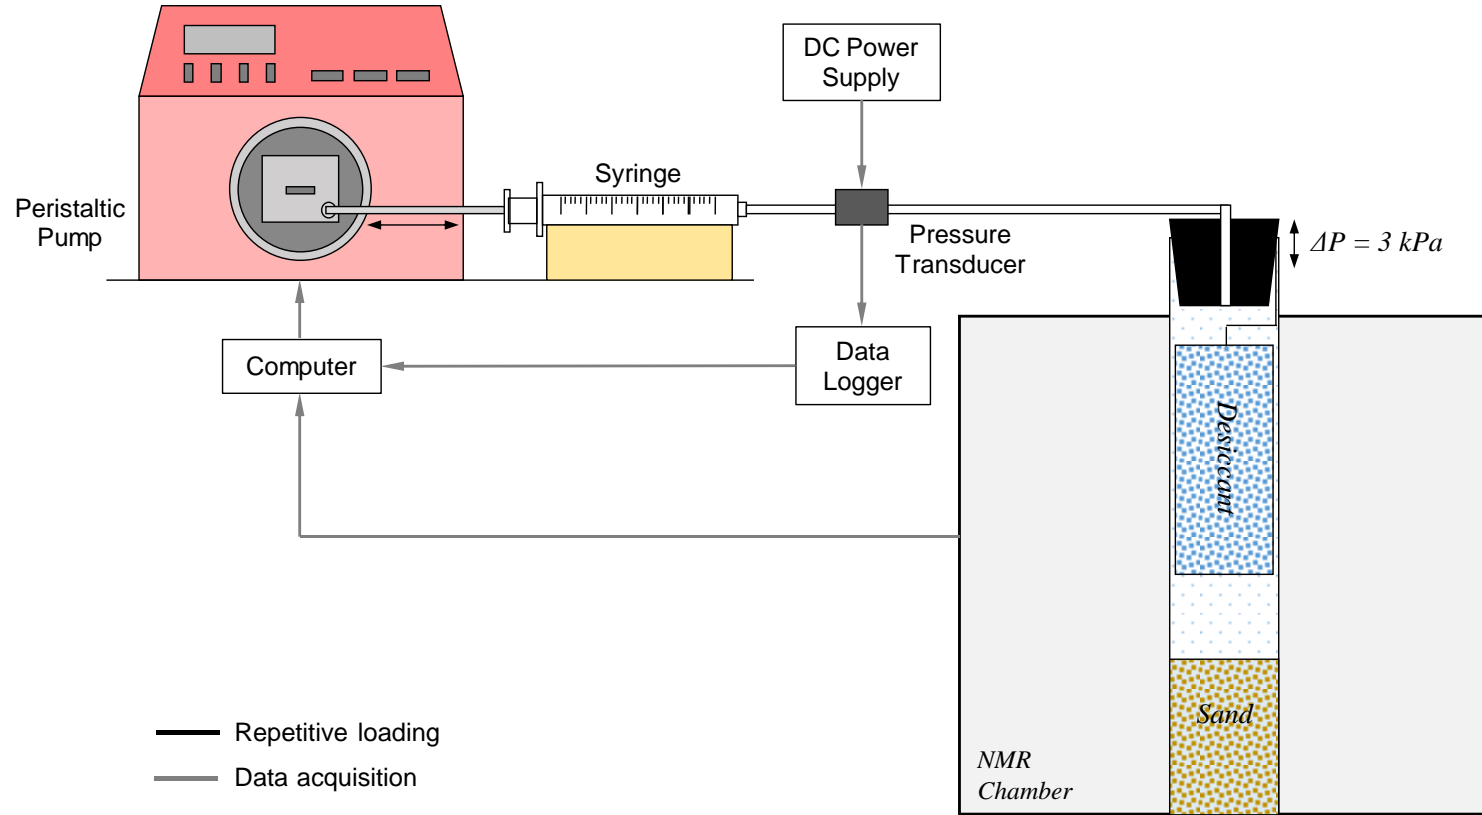 DC Power
Supply
Syringe
Peristaltic
Pump
Pressure
Transducer
ΔP = 3 kPa
Computer
Data
Logger
Desiccant
Sand
Repetitive loading
Data acquisition
NMR
Chamber